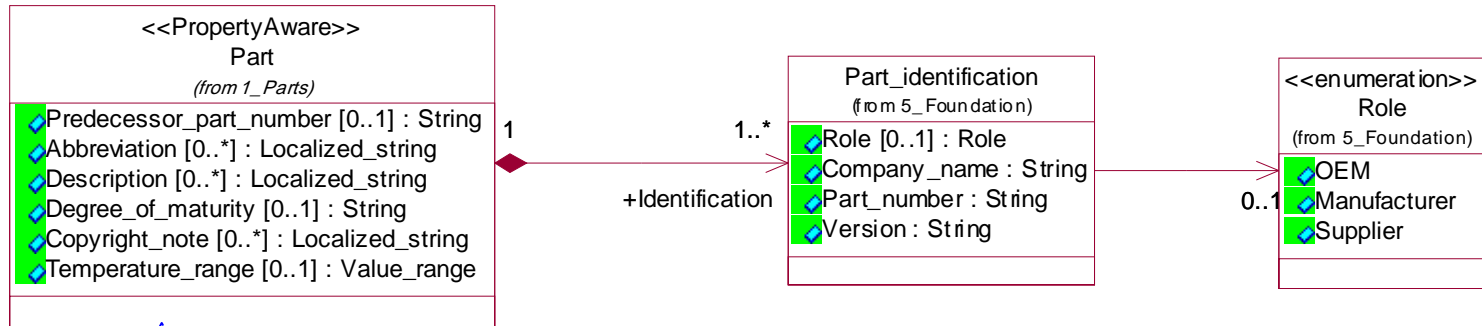 <<PropertyAware>>
Part
(from 1_Parts)
Predecessor_part_number [0..1] : String
Abbreviation [0..*] : Localized_string
Description [0..*] : Localized_string
Degree_of_maturity [0..1] : String
Copyright_note [0..*] : Localized_string
Temperature_range [0..1] : Value_range
1
1..*
+Identification
Part_identification
(from 5_Foundation)
Role [0..1] : Role
Company_name : String
Part_number : String
Version : String
0..1
<<enumeration>>
Role
(from 5_Foundation)
OEM
Manufacturer
Supplier